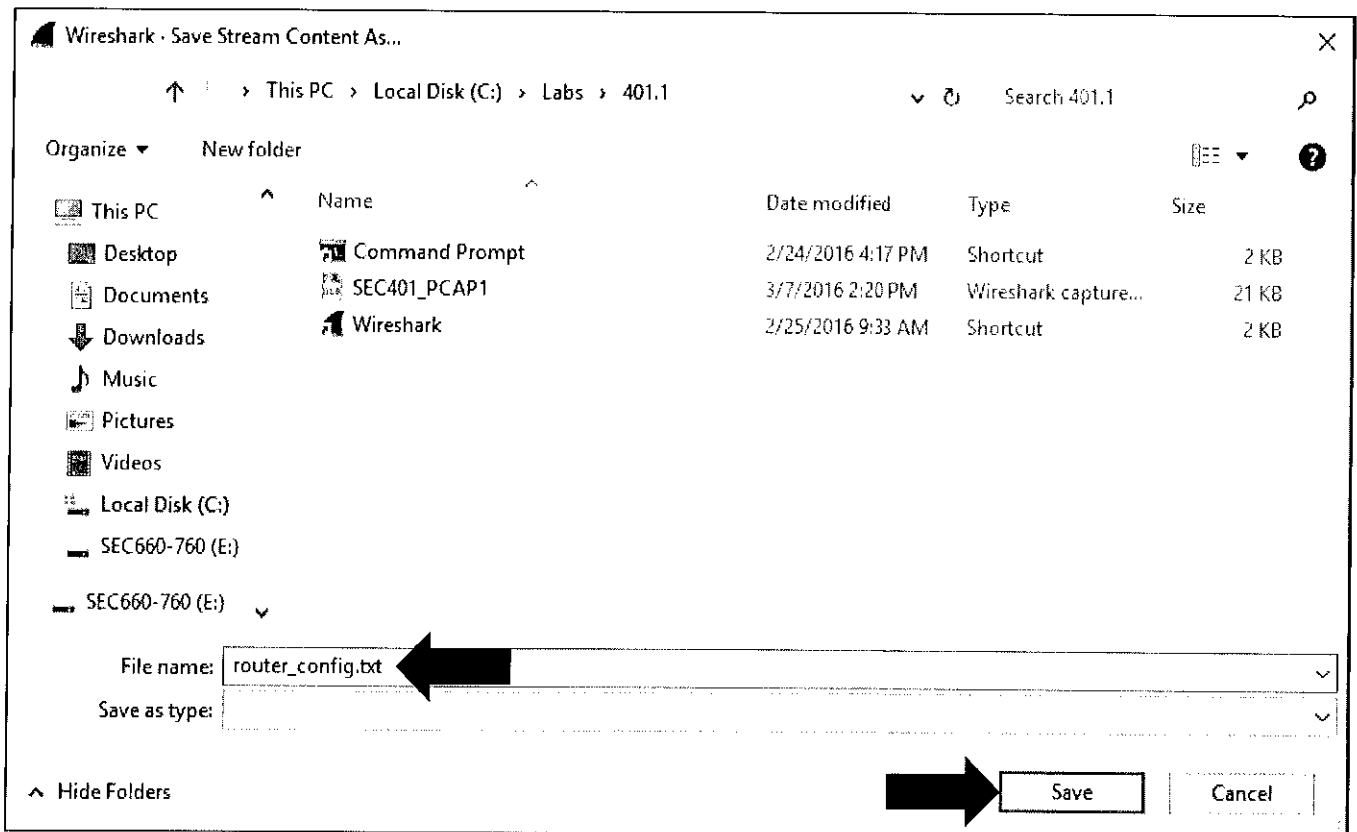 Wireshark · Save Stream Content As...
This PC > Local Disk (C:) > Labs > 401.1
Search 401.1
Organize
New folder
Name Date modified Type Size
This PC
Desktop
Documents
Downloads
Music
Pictures
Videos
Local Disk (C:)
SEC660-760 (E:)
SEC660-760 (E:)
Command Prompt 2/24/2016 4:17 PM Shortcut 2 KB
SEC401_PCAP1 3/7/2016 2:20 PM Wireshark capture... 21 KB
Wireshark 2/25/2016 9:33 AM Shortcut 2 KB
File name: router_config.txt
Save as type:
Hide Folders
Save
Cancel